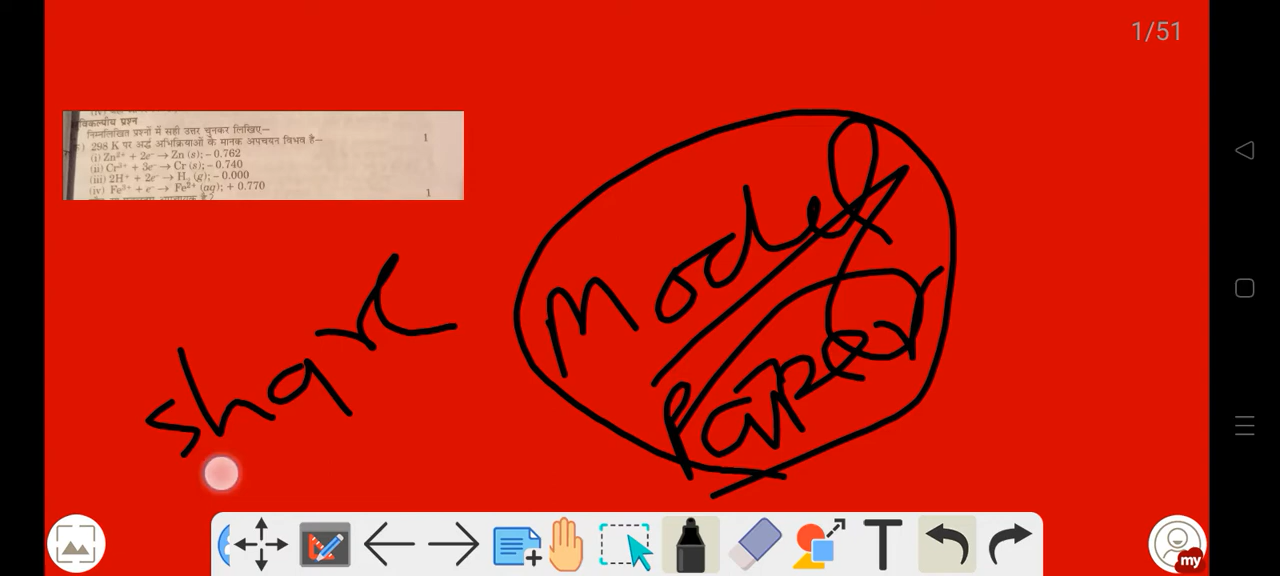 1/51
विकल्पीय प्रश्न
निम्नलिखित प्रश्नों में सही उत्तर चुनकर लिखिए–
298 K पर अर्द्ध अभिक्रियाओं के मानक अपचयन विभव है– 1
(i) Zn²⁺ + 2e⁻ → Zn (s); – 0.762
(ii) Cr³⁺ + 3e⁻ → Cr (s); – 0.740
(iii) 2H⁺ + 2e⁻ → H₂ (g); – 0.000
(iv) Fe³⁺ + e⁻ → Fe²⁺ (aq); + 0.770
1
Model
Paper
share
T
my